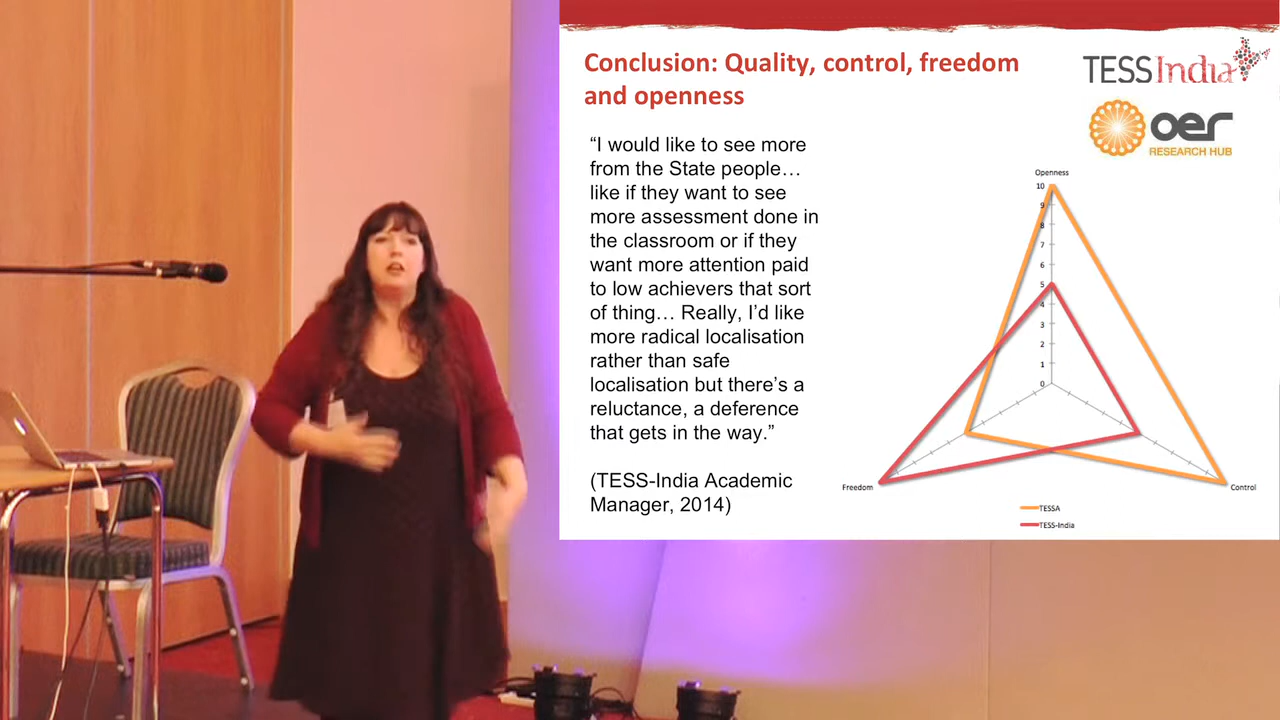 Conclusion: Quality, control, freedom
and openness
TESSIndia
oer
RESEARCH HUB
“I would like to see more
from the State people…
like if they want to see
more assessment done in
the classroom or if they
want more attention paid
to low achievers that sort
of thing… Really, I’d like
more radical localisation
rather than safe
localisation but there’s a
reluctance, a deference
that gets in the way.”
(TESS-India Academic
Manager, 2014)
Openness
10
9
8
7
6
5
4
3
2
1
0
Freedom
Control
TESSA
TESS-India